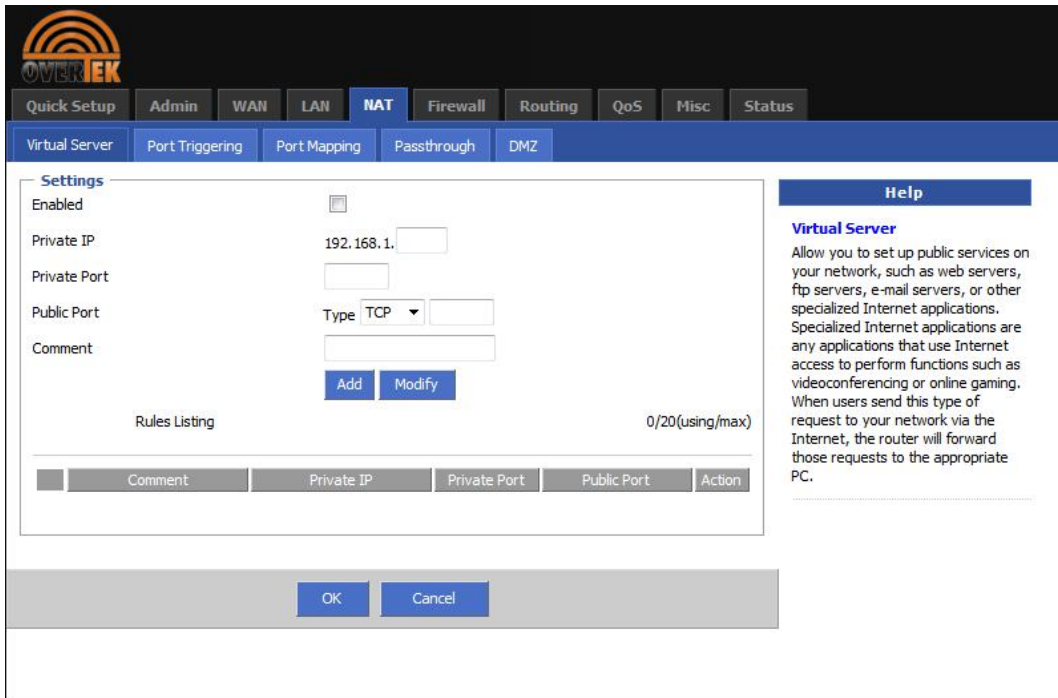 OVERTEK
Quick Setup Admin WAN LAN NAT Firewall Routing QoS Misc Status
Virtual Server Port Triggering Port Mapping Passthrough DMZ
Settings
Enabled
Private IP 192.168.1.
Private Port
Public Port Type TCP
Comment
Add Modify
Rules Listing 0/20(using/max)
Comment Private IP Private Port Public Port Action
OK Cancel
Help
Virtual Server
Allow you to set up public services on
your network, such as web servers,
ftp servers, e-mail servers, or other
specialized Internet applications.
Specialized Internet applications are
any applications that use Internet
access to perform functions such as
videoconferencing or online gaming.
When users send this type of
request to your network via the
Internet, the router will forward
those requests to the appropriate
PC.